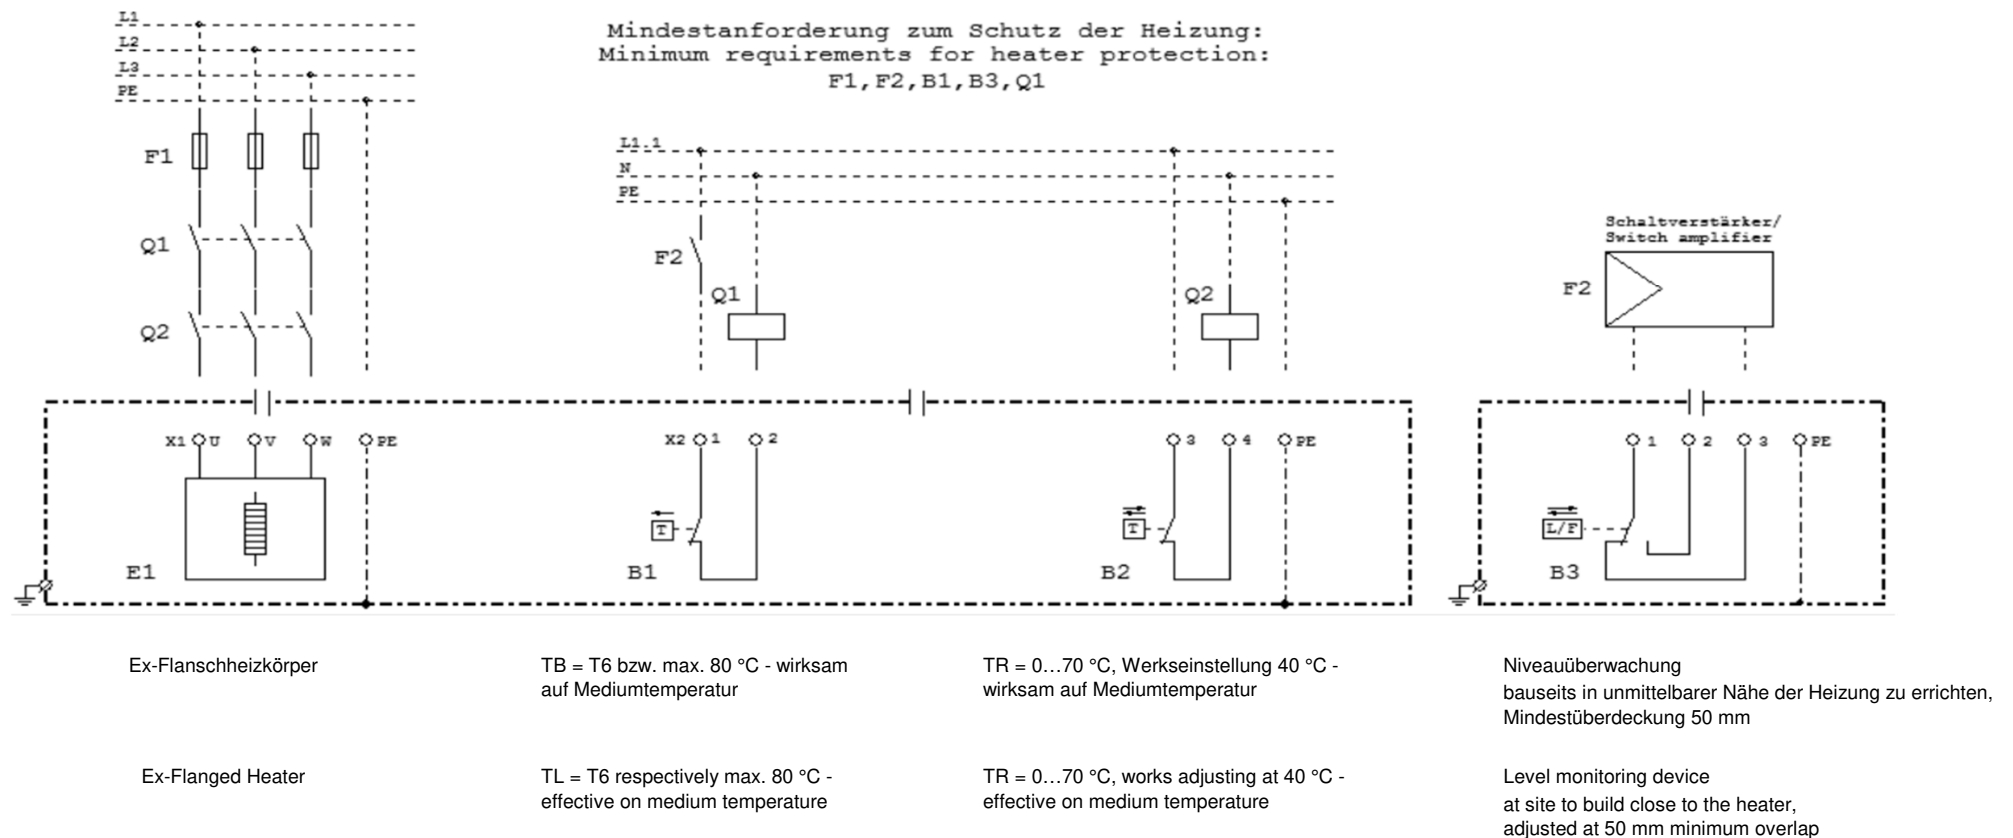 Mindestanforderung zum Schutz der Heizung:
Minimum requirements for heater protection:
F1,F2,B1,B3,Q1
L1
L2
L3
PE
F1
Q1
Q2
L1.1
N
PE
F2
Q1
Q2
Schaltverstärker/
Switch amplifier
F2
X1 U V W PE
X2 1 2
3 4 PE
1 2 3 PE
T
T
L/F
E1
B1
B2
B3
Ex-Flanschheizkörper
TB = T6 bzw. max. 80 °C - wirksam
auf Mediumtemperatur
TR = 0…70 °C, Werkseinstellung 40 °C -
wirksam auf Mediumtemperatur
Niveauüberwachung
bauseits in unmittelbarer Nähe der Heizung zu errichten,
Mindestüberdeckung 50 mm
Ex-Flanged Heater
TL = T6 respectively max. 80 °C -
effective on medium temperature
TR = 0…70 °C, works adjusting at 40 °C -
effective on medium temperature
Level monitoring device
at site to build close to the heater,
adjusted at 50 mm minimum overlap